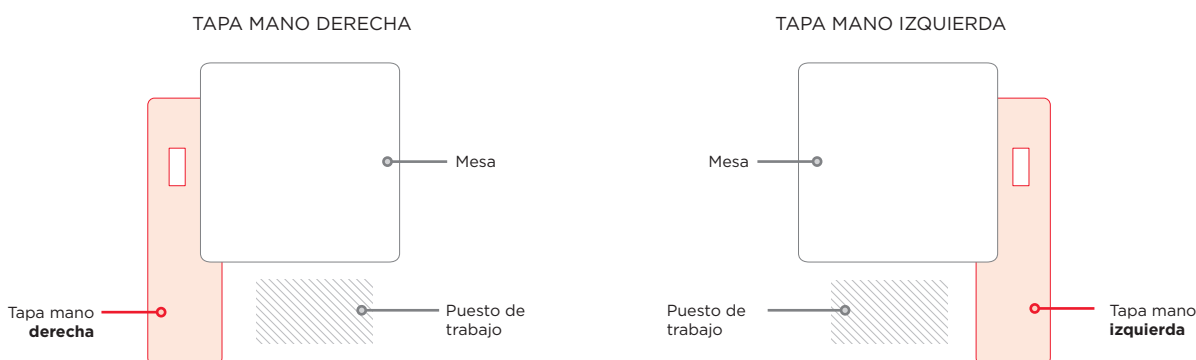 TAPA MANO DERECHA
Mesa
Tapa mano
derecha
Puesto de
trabajo
TAPA MANO IZQUIERDA
Mesa
Puesto de
trabajo
Tapa mano
izquierda